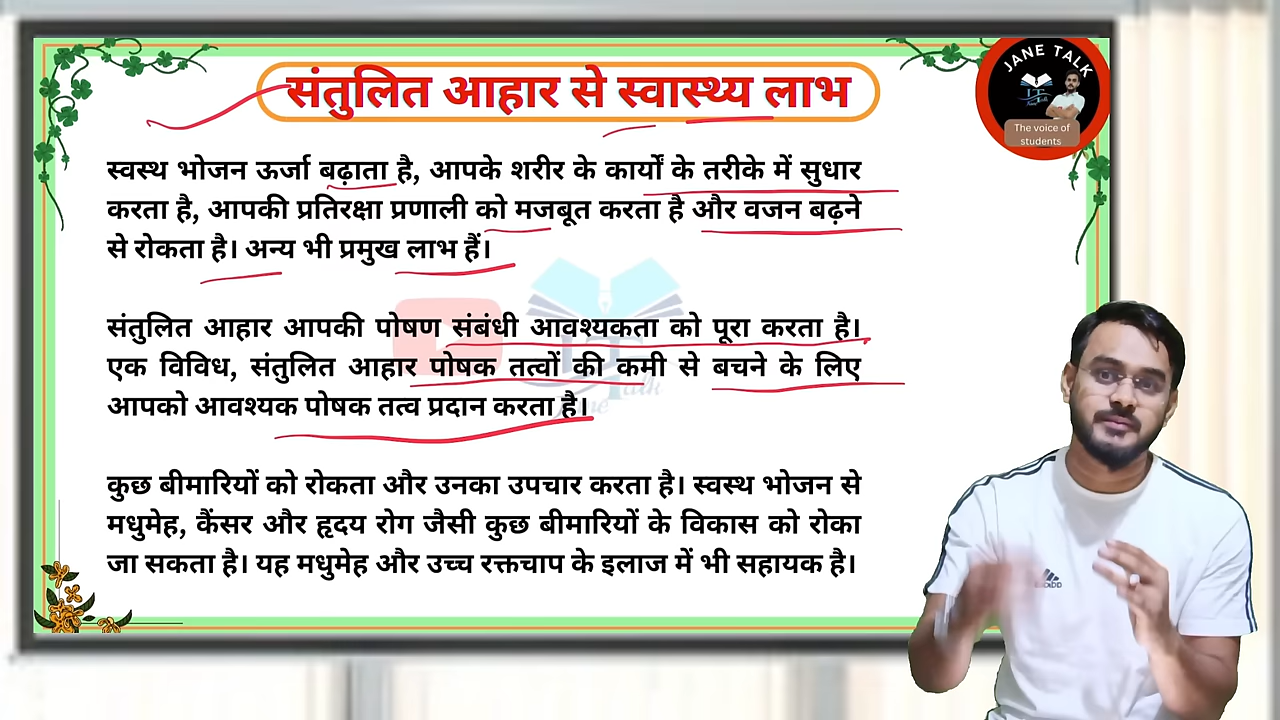 संतुलित आहार से स्वास्थ्य लाभ
JANE TALK
The voice of
students
स्वस्थ भोजन ऊर्जा बढ़ाता है, आपके शरीर के कार्यों के तरीके में सुधार
करता है, आपकी प्रतिरक्षा प्रणाली को मजबूत करता है और वजन बढ़ने
से रोकता है। अन्य भी प्रमुख लाभ हैं।
संतुलित आहार आपकी पोषण संबंधी आवश्यकता को पूरा करता है।
एक विविध, संतुलित आहार पोषक तत्वों की कमी से बचने के लिए
आपको आवश्यक पोषक तत्व प्रदान करता है।
कुछ बीमारियों को रोकता और उनका उपचार करता है। स्वस्थ भोजन से
मधुमेह, कैंसर और हृदय रोग जैसी कुछ बीमारियों के विकास को रोका
जा सकता है। यह मधुमेह और उच्च रक्तचाप के इलाज में भी सहायक है।